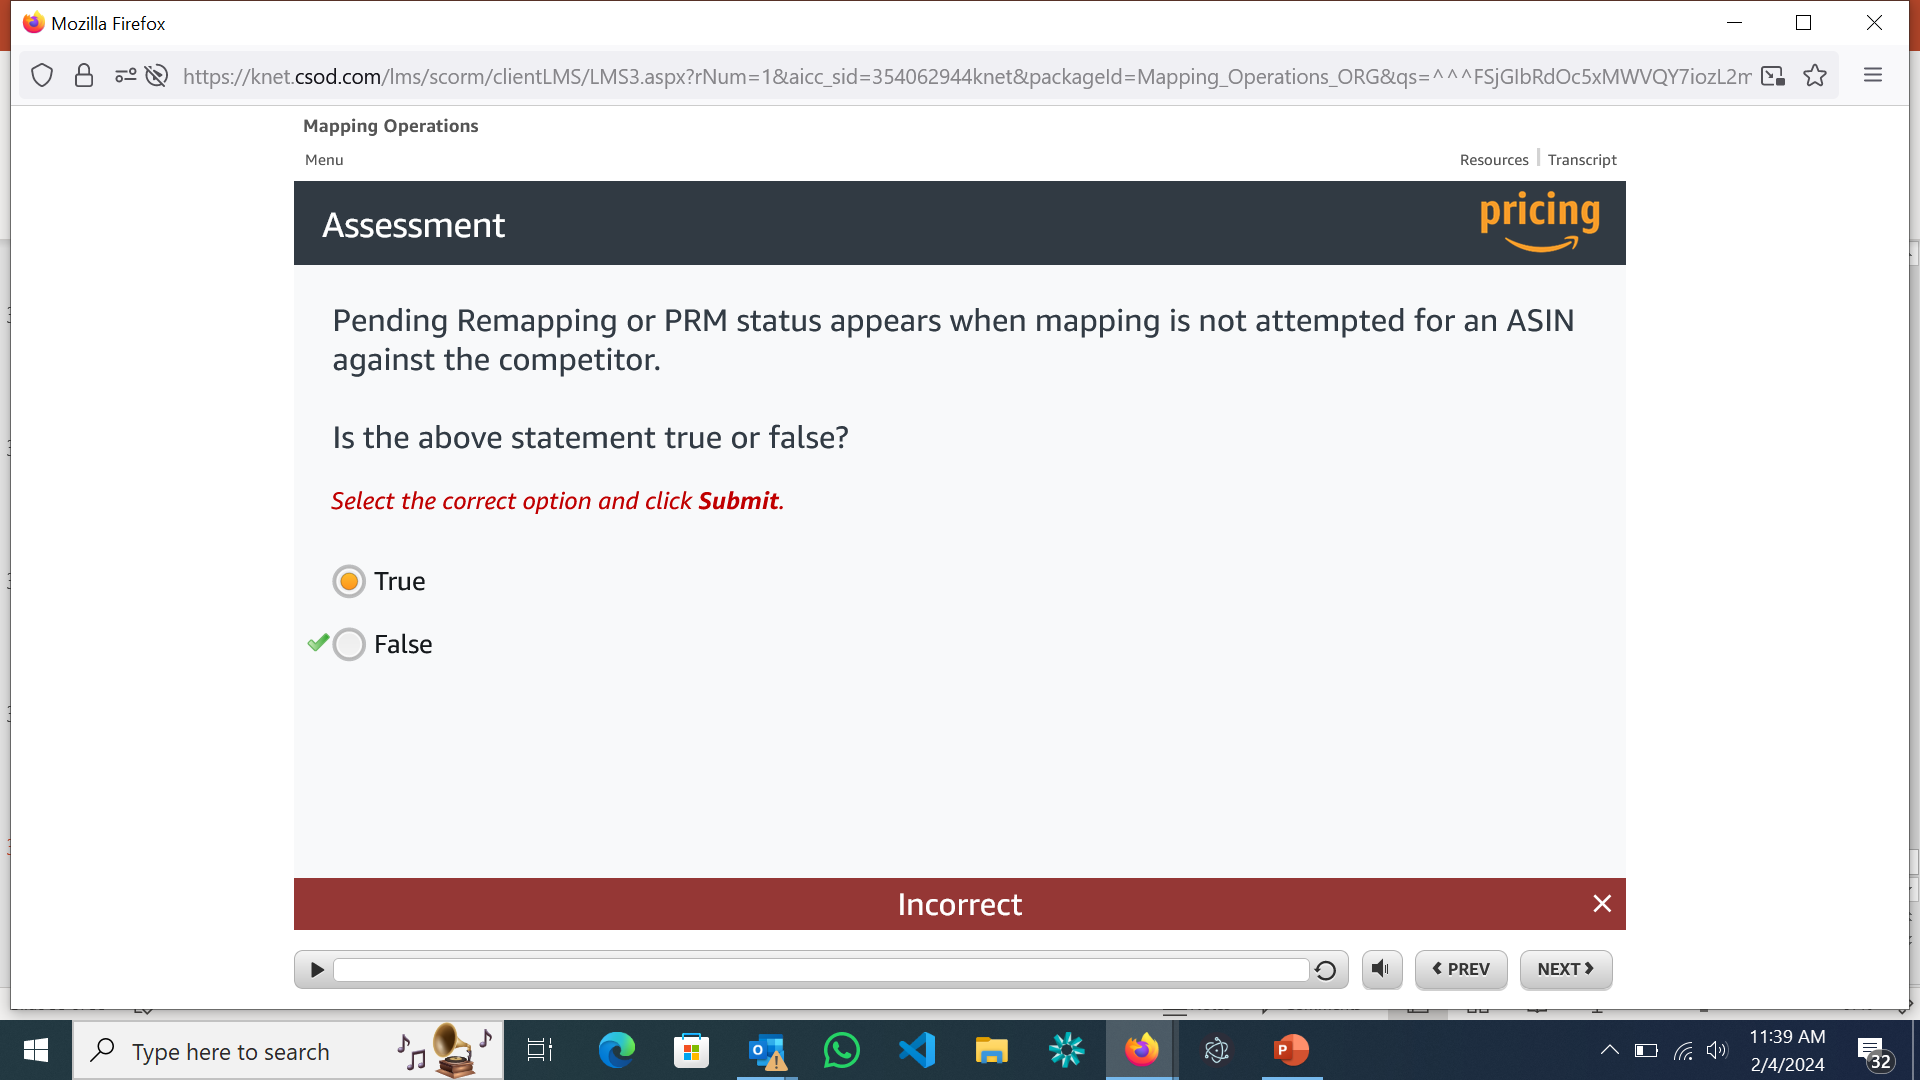 Mozilla Firefox
https://knet.csod.com/lms/scorm/clientLMS/LMS3.aspx?rNum=1&aicc_sid=354062944knet&packageId=Mapping_Operations_ORG&qs=^^^FSjGIbRdOc5xMWVQY7iozL2m
Mapping Operations
Menu
Resources
Transcript
Assessment
pricing
Pending Remapping or PRM status appears when mapping is not attempted for an ASIN
against the competitor.
Is the above statement true or false?
Select the correct option and click Submit.
True
False
Incorrect
PREV
NEXT
Type here to search
11:39 AM
2/4/2024
32